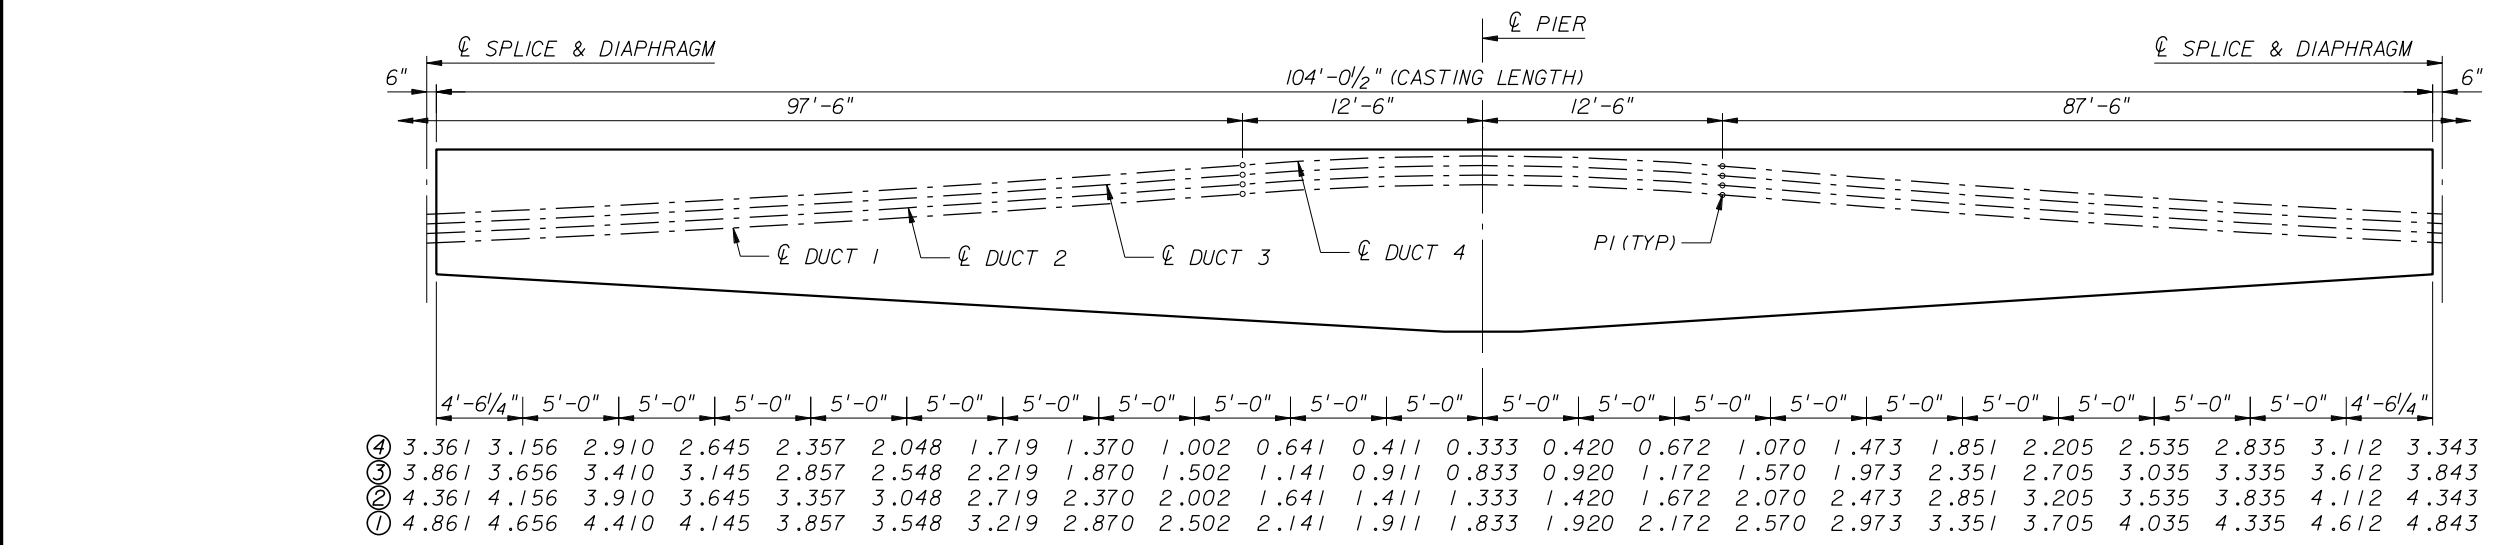 ℄ PIER
℄ SPLICE & DIAPHRAGM ℄ SPLICE & DIAPHRAGM
6" 104'-0½" (CASTING LENGTH) 6"
97'-6" 12'-6" 12'-6" 87'-6"
℄ DUCT 1 ℄ DUCT 2 ℄ DUCT 3 ℄ DUCT 4 PI (TYP)
4'-6¼" 5'-0" 5'-0" 5'-0" 5'-0" 5'-0" 5'-0" 5'-0" 5'-0" 5'-0" 5'-0" 5'-0" 5'-0" 5'-0" 5'-0" 5'-0" 5'-0" 5'-0" 5'-0" 5'-0" 4'-6¼"
4 3.361 3.156 2.910 2.645 2.357 2.048 1.719 1.370 1.002 0.641 0.411 0.333 0.420 0.672 1.070 1.473 1.851 2.205 2.535 2.835 3.112 3.343
3 3.861 3.656 3.410 3.145 2.857 2.548 2.219 1.870 1.502 1.141 0.911 0.833 0.920 1.172 1.570 1.973 2.351 2.705 3.035 3.335 3.612 3.843
2 4.361 4.156 3.910 3.645 3.357 3.048 2.719 2.370 2.002 1.641 1.411 1.333 1.420 1.672 2.070 2.473 2.851 3.205 3.535 3.835 4.112 4.343
1 4.861 4.656 4.410 4.145 3.857 3.548 3.219 2.870 2.502 2.141 1.911 1.833 1.920 2.172 2.570 2.973 3.351 3.705 4.035 4.335 4.612 4.843